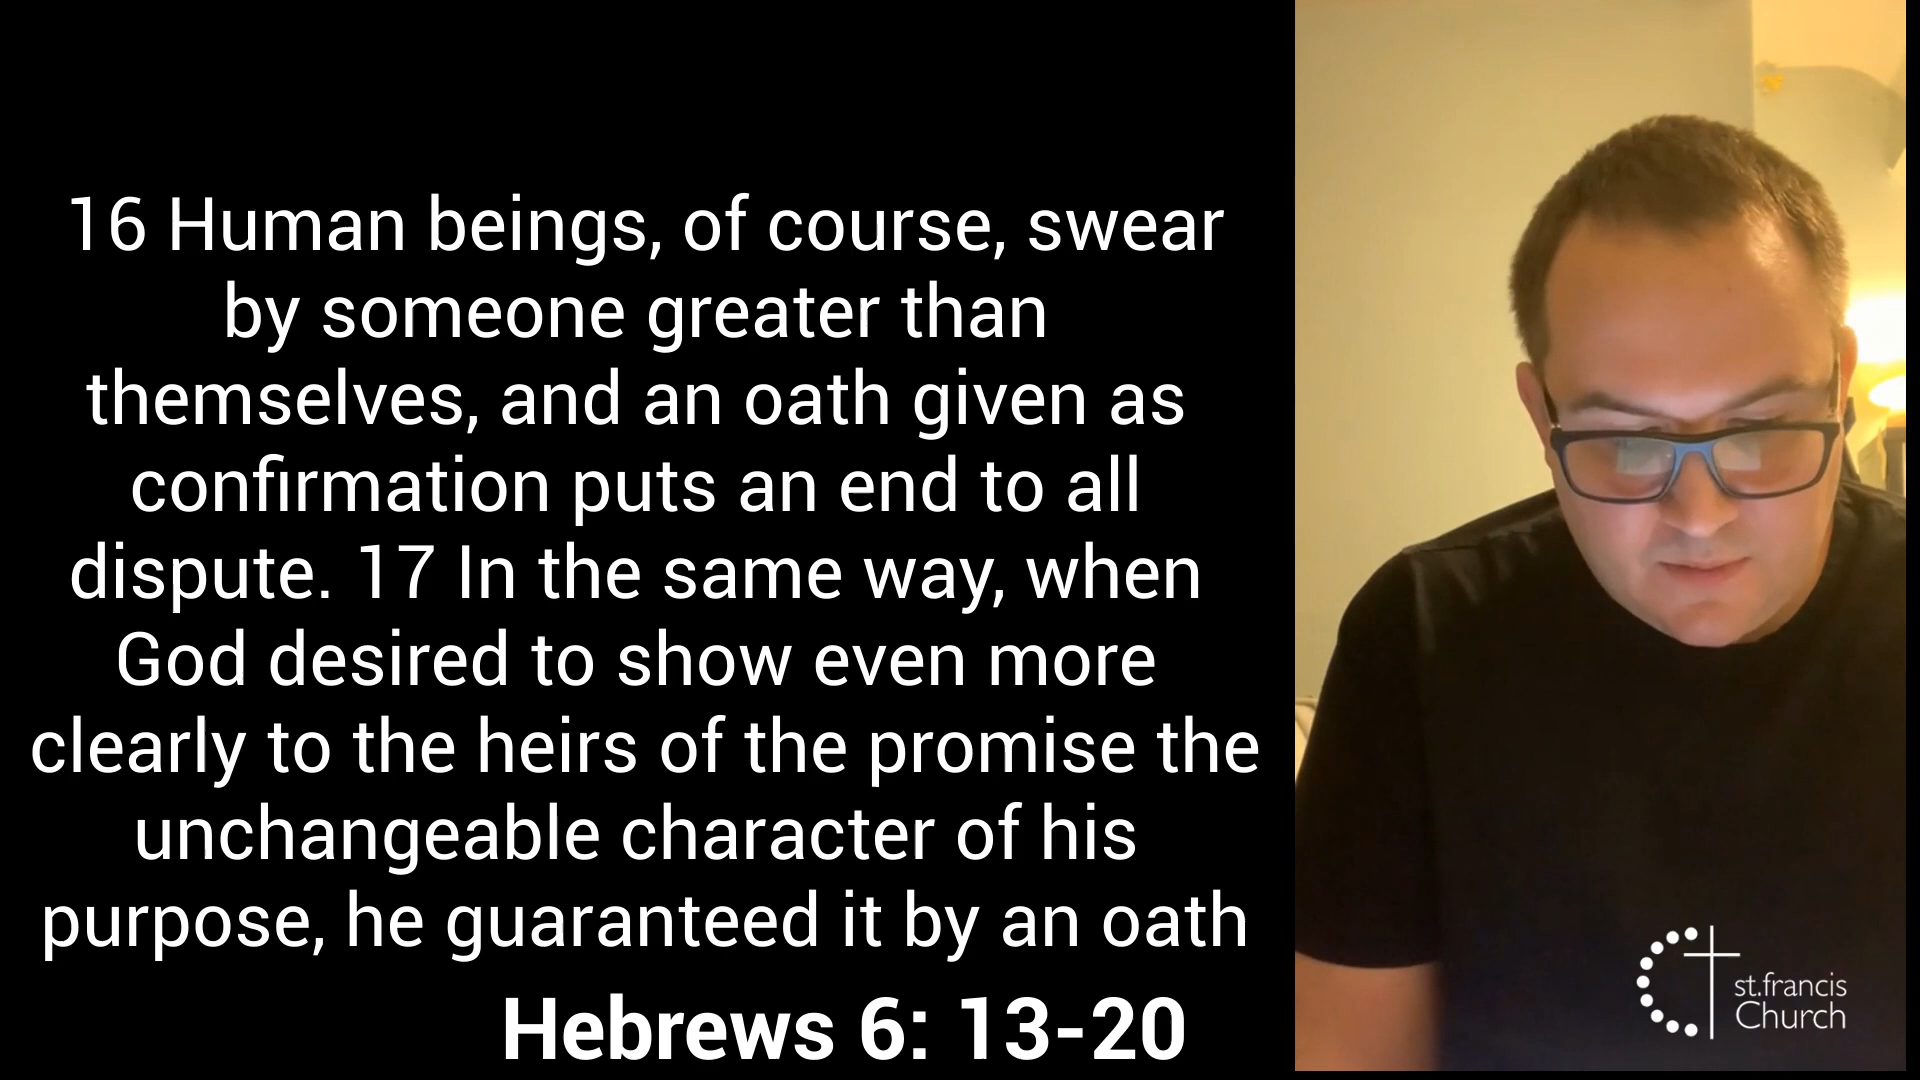 16 Human beings, of course, swear
by someone greater than
themselves, and an oath given as
confirmation puts an end to all
dispute. 17 In the same way, when
God desired to show even more
clearly to the heirs of the promise the
unchangeable character of his
purpose, he guaranteed it by an oath
Hebrews 6: 13-20
st.francis
Church